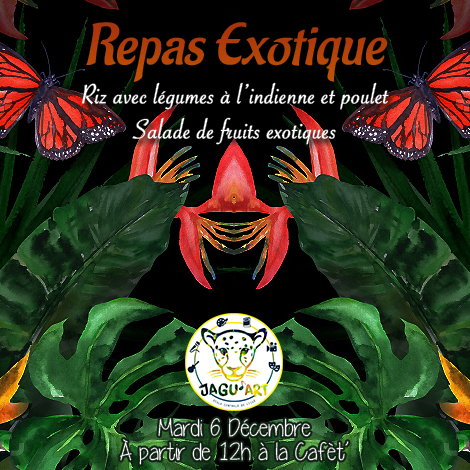 Repas Exotique
Riz avec légumes à l'indienne et poulet
Salade de fruits exotiques
JAGU'ART
Mardi 6 Décembre
À partir de 12h à la Cafèt'